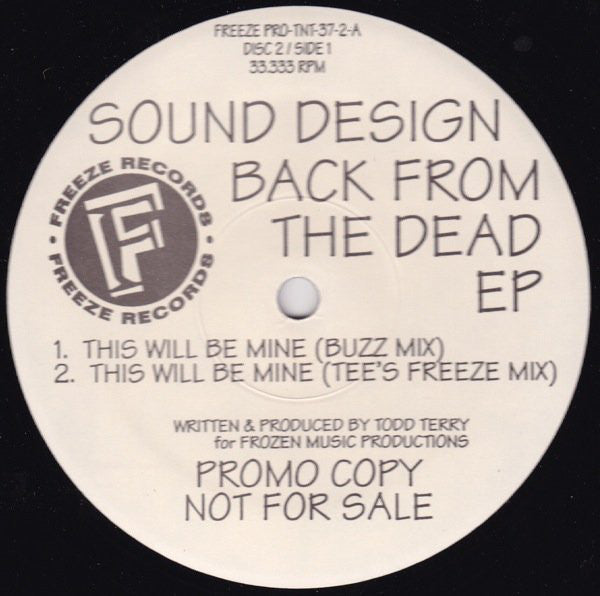 FREEZE PRO-TNT-37-2-A
DISC 2 / SIDE 1
33.333 RPM
SOUND DESIGN
BACK FROM
THE DEAD
EP
• FREEZE RECORDS •
F
FREEZE RECORDS
1. THIS WILL BE MINE (BUZZ MIX)
2. THIS WILL BE MINE (TEE'S FREEZE MIX)
WRITTEN & PRODUCED BY TODD TERRY
for FROZEN MUSIC PRODUCTIONS
PROMO COPY
NOT FOR SALE